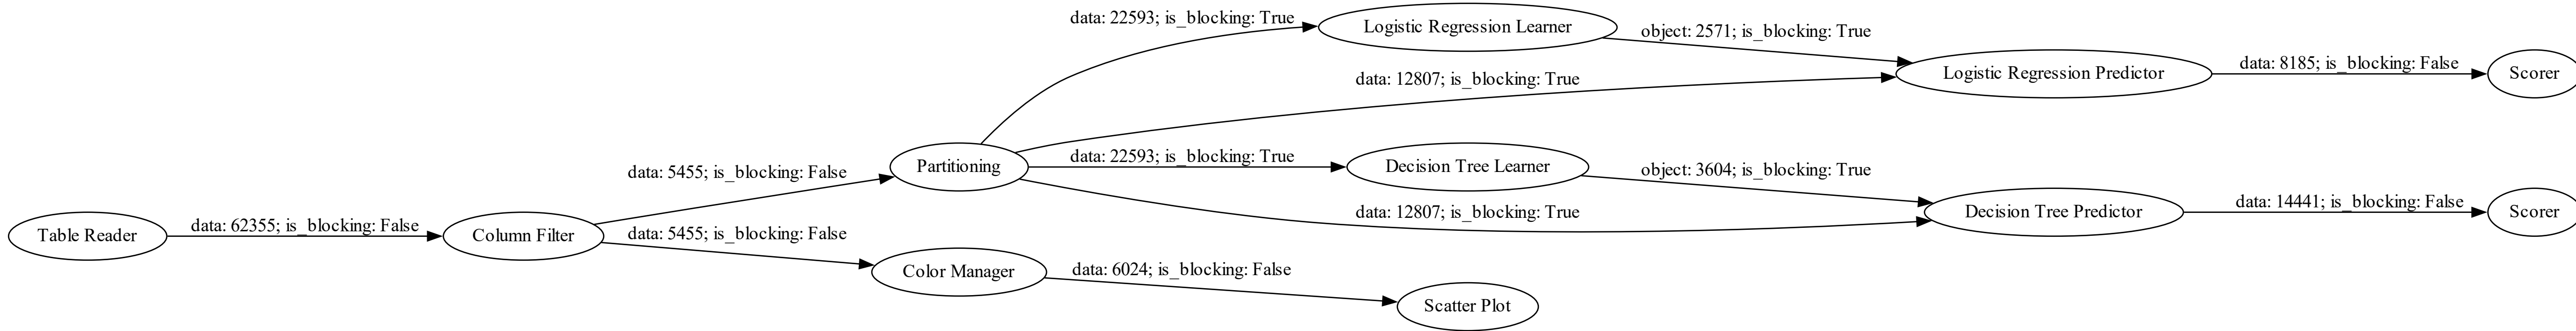 data: 22593; is_blocking: True
Logistic Regression Learner
object: 2571; is_blocking: True
data: 12807; is_blocking: True
Logistic Regression Predictor
data: 8185; is_blocking: False
Scorer
data: 5455; is_blocking: False
Partitioning
data: 22593; is_blocking: True
Decision Tree Learner
object: 3604; is_blocking: True
data: 12807; is_blocking: True
Decision Tree Predictor
data: 14441; is_blocking: False
Scorer
Table Reader
data: 62355; is_blocking: False
Column Filter
data: 5455; is_blocking: False
Color Manager
data: 6024; is_blocking: False
Scatter Plot